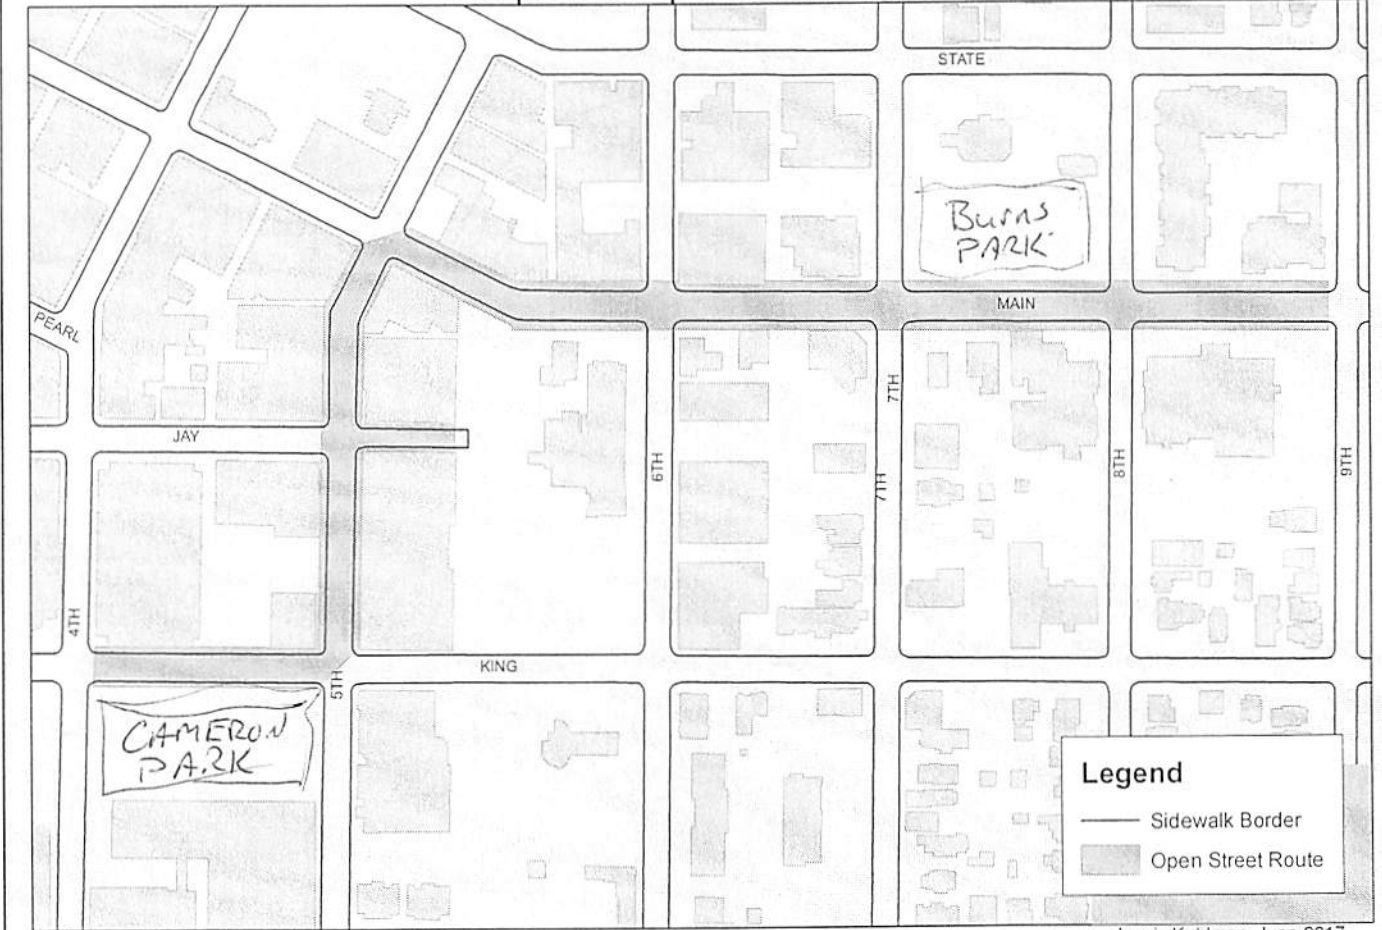 STATE
Burns
PARK
MAIN
PEARL
7TH
JAY
6TH
7TH
8TH
9TH
4TH
KING
5TH
CAMERON
PARK
Legend
Sidewalk Border
Open Street Route